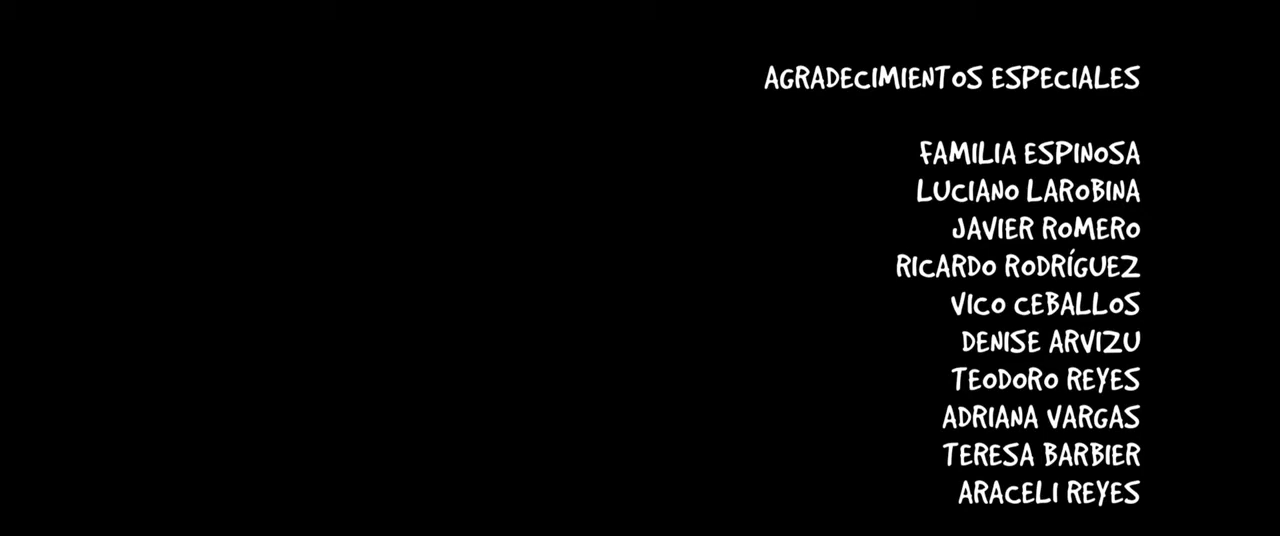 AGRADECIMIENTOS ESPECIALES
FAMILIA ESPINOSA
LUCIANO LAROBINA
JAVIER ROMERO
RICARDO RODRÍGUEZ
VICO CEBALLOS
DENISE ARVIZU
TEODORO REYES
ADRIANA VARGAS
TERESA BARBIER
ARACELI REYES